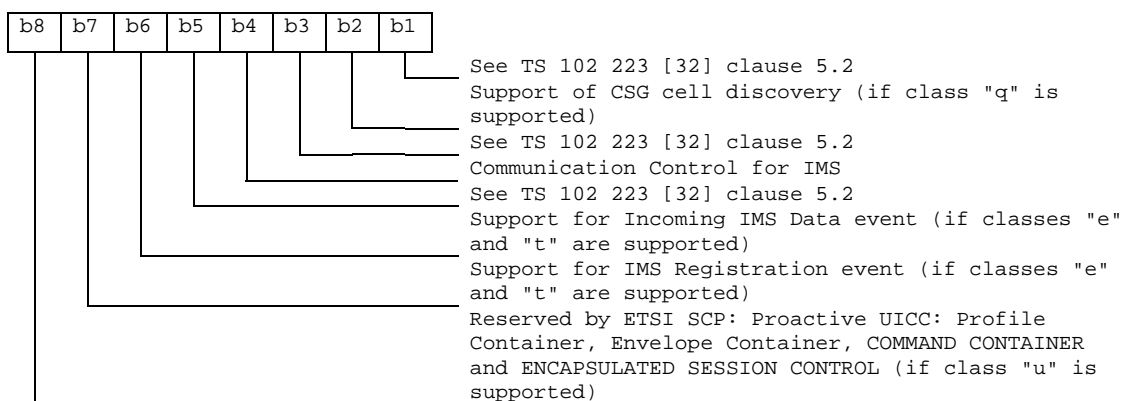 b8 b7 b6 b5 b4 b3 b2 b1
See TS 102 223 [32] clause 5.2
Support of CSG cell discovery (if class "q" is
supported)
See TS 102 223 [32] clause 5.2
Communication Control for IMS
See TS 102 223 [32] clause 5.2
Support for Incoming IMS Data event (if classes "e"
and "t" are supported)
Support for IMS Registration event (if classes "e"
and "t" are supported)
Reserved by ETSI SCP: Proactive UICC: Profile
Container, Envelope Container, COMMAND CONTAINER
and ENCAPSULATED SESSION CONTROL (if class "u" is
supported)